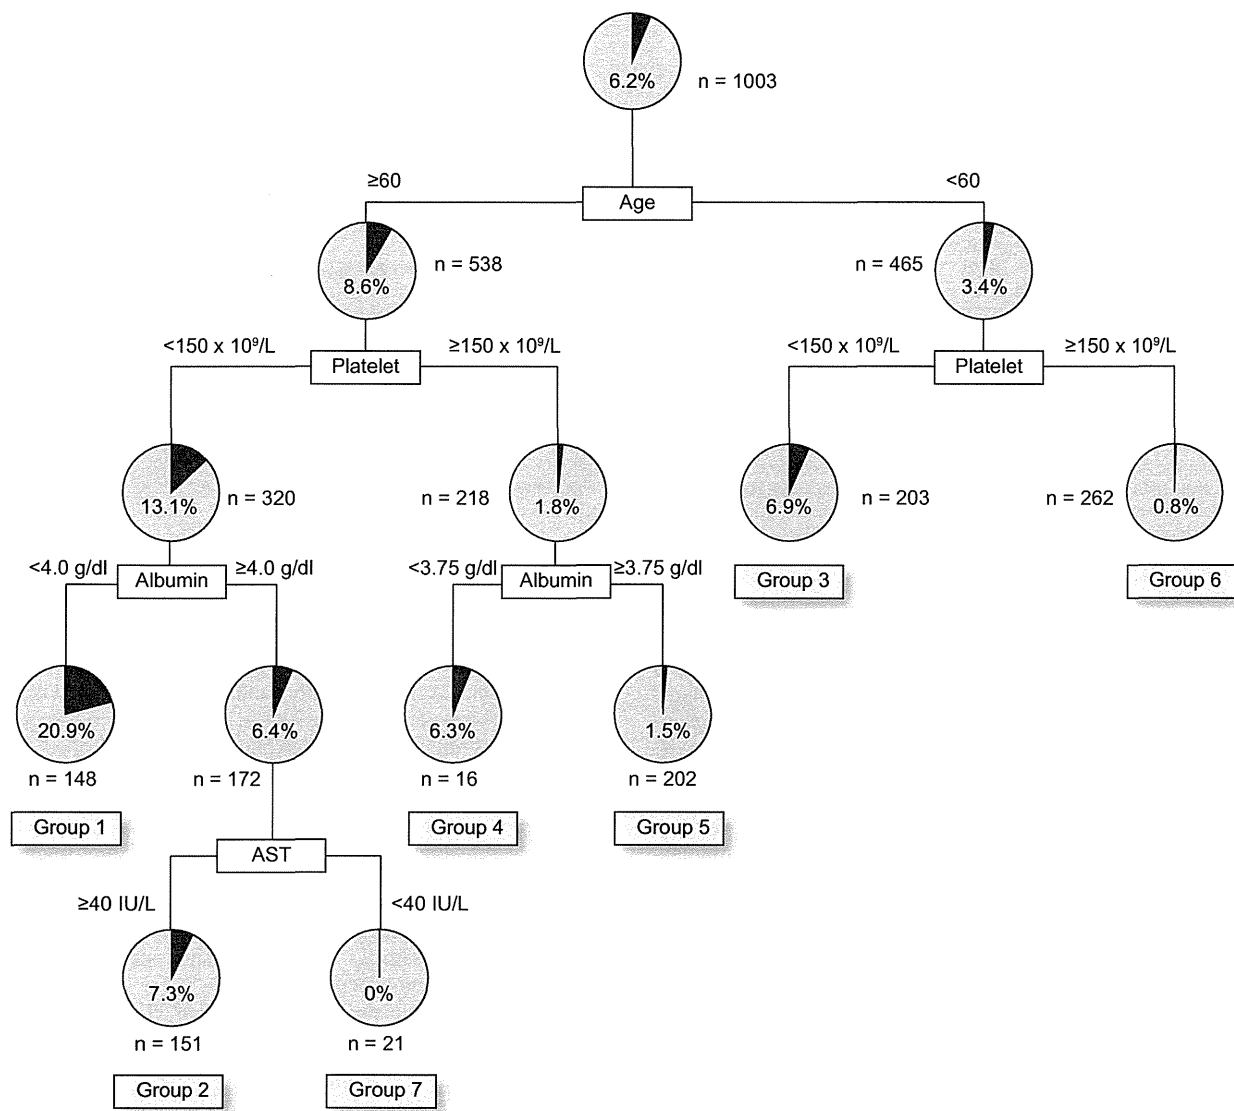 6.2%
n = 1003
≥60
<60
Age
n = 538
n = 465
8.6%
3.4%
<150 x 10⁹/L
≥150 x 10⁹/L
<150 x 10⁹/L
≥150 x 10⁹/L
Platelet
Platelet
13.1%
n = 320
n = 218
1.8%
6.9%
n = 203
n = 262
0.8%
<4.0 g/dl
≥4.0 g/dl
<3.75 g/dl
≥3.75 g/dl
Albumin
Albumin
Group 3
Group 6
20.9%
6.4%
6.3%
1.5%
n = 148
n = 172
n = 16
n = 202
Group 1
Group 4
Group 5
AST
≥40 IU/L
<40 IU/L
7.3%
0%
n = 151
n = 21
Group 2
Group 7